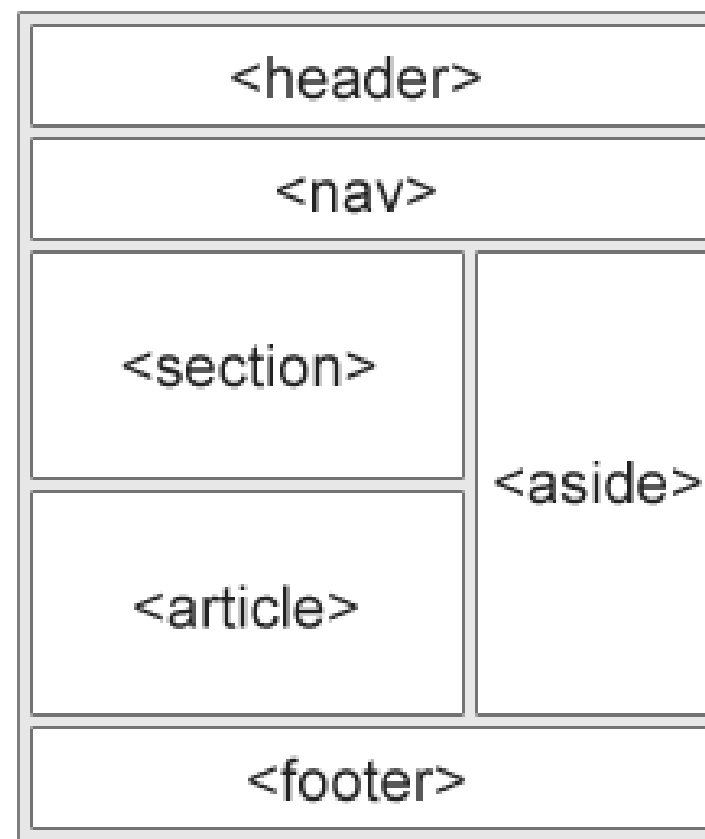 <header>
<nav>
<section>
<aside>
<article>
<footer>